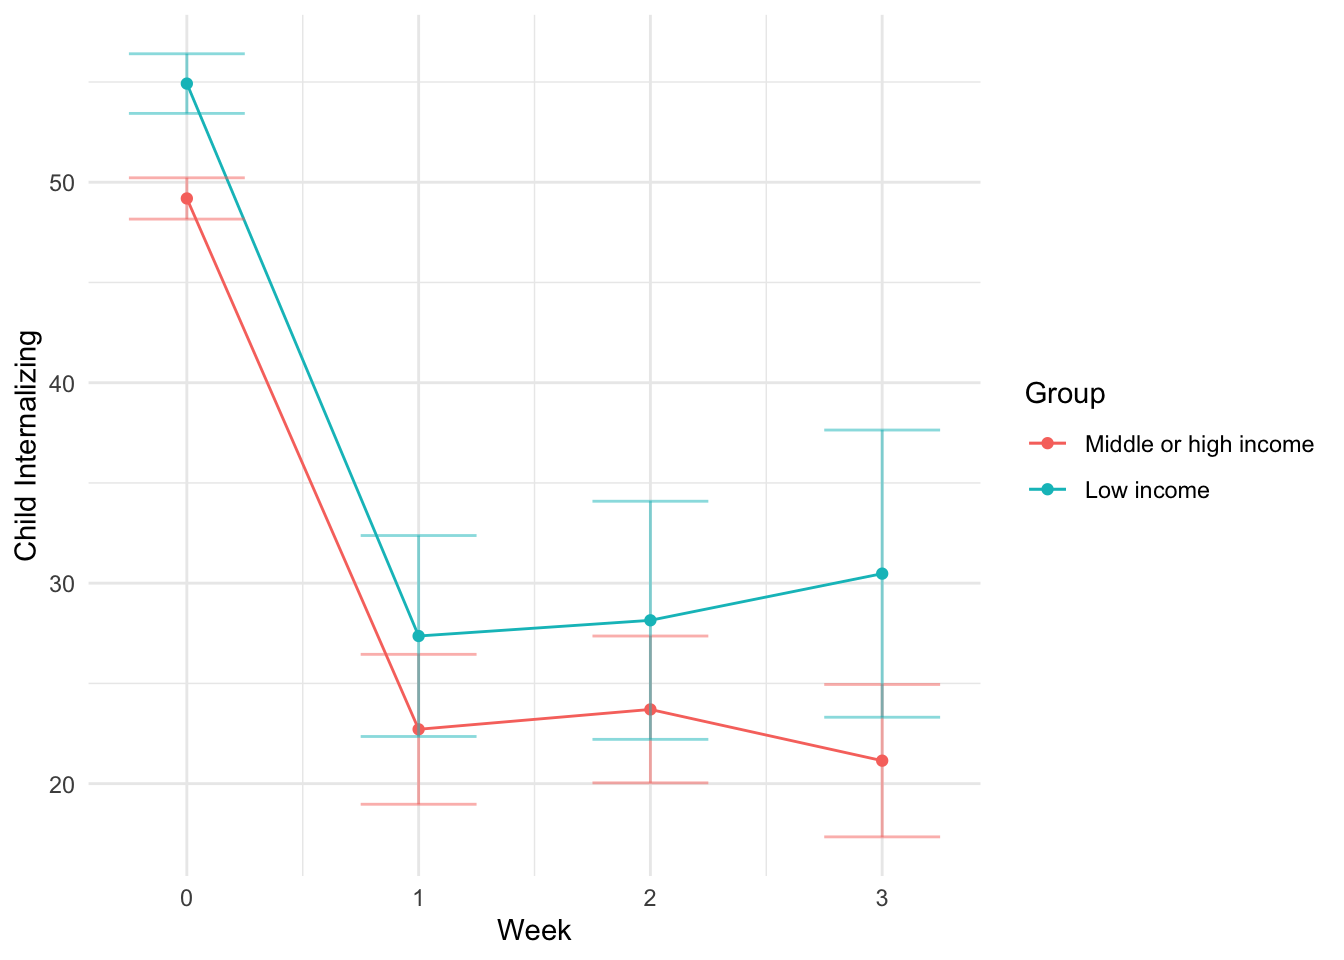 50
40
30
20
Child Internalizing
0 1 2 3
Week
Group
Middle or high income
Low income